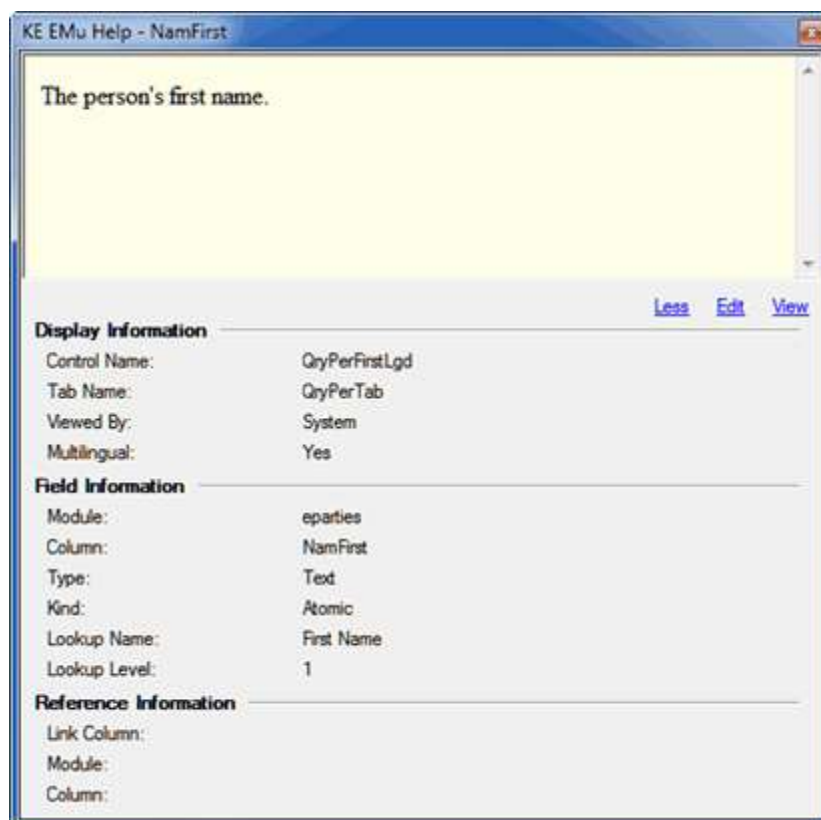 KE EMu Help - NamFirst
The person's first name.
Less Edit View
Display Information
Control Name: QryPerFirstLgd
Tab Name: QryPerTab
Viewed By: System
Multilingual: Yes
Field Information
Module: eparties
Column: NamFirst
Type: Text
Kind: Atomic
Lookup Name: First Name
Lookup Level: 1
Reference Information
Link Column:
Module:
Column: